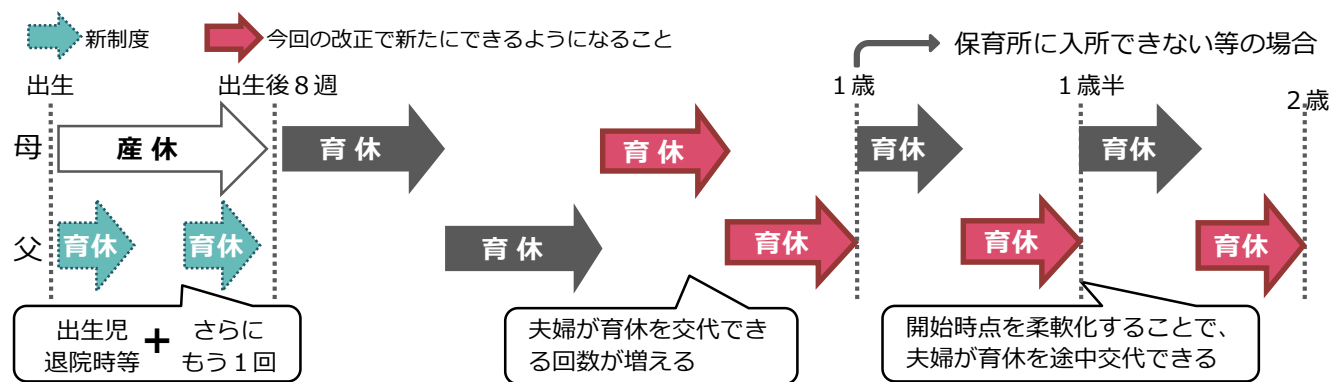 新制度
今回の改正で新たにできるようになること
保育所に入所できない等の場合
出生
出生後８週
１歳
１歳半
２歳
母
産 休
育 休
育 休
育休
育休
父
育休
育休
育 休
育休
育休
育休
出生児
退院時等
+
さらに
もう１回
夫婦が育休を交代でき
る回数が増える
開始時点を柔軟化することで、
夫婦が育休を途中交代できる